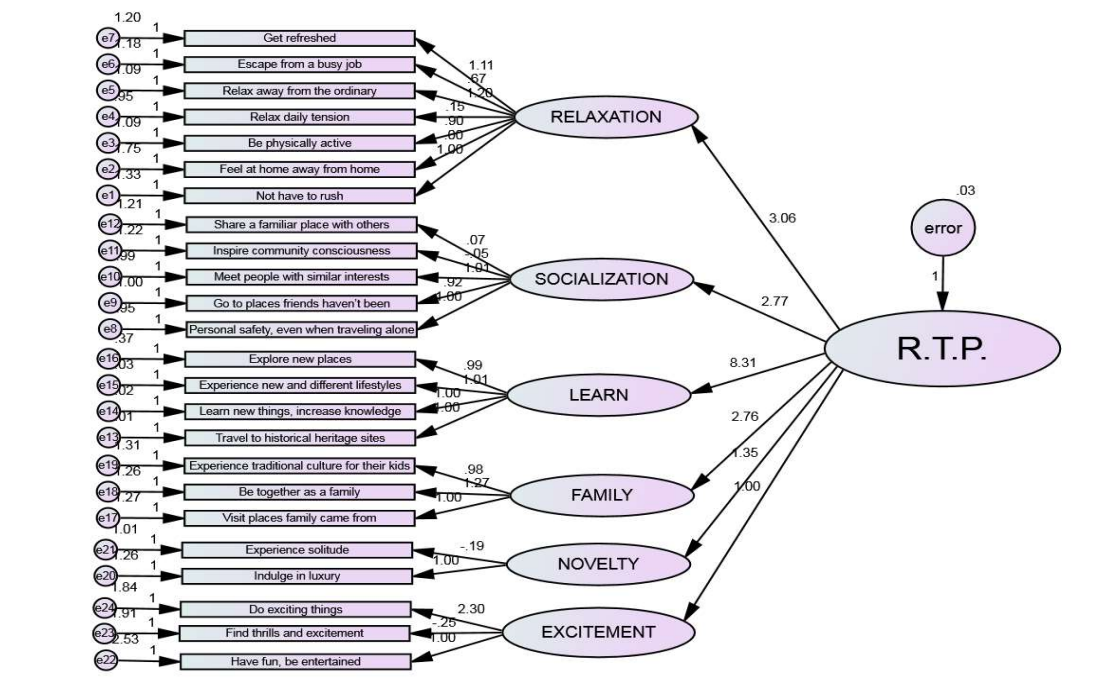 1.20
e7 1 Get refreshed
1.18
e6 1 Escape from a busy job
1.09
e5 1 Relax away from the ordinary
.95
e4 1 Relax daily tension
1.09
e3 1 Be physically active
1.75
e2 1 Feel at home away from home
1.33
e1 1 Not have to rush
1.11
.67
1.20
.15
.90
.00
1.00
RELAXATION
1.21
e12 1 Share a familiar place with others
1.22
e11 1 Inspire community consciousness
.99
e10 1 Meet people with similar interests
1.00
e9 1 Go to places friends haven't been
.95
e8 1 Personal safety, even when traveling alone
.07
-.05
1.01
.92
1.00
SOCIALIZATION
.37
e16 1 Explore new places
.03
e15 1 Experience new and different lifestyles
.02
e14 1 Learn new things, increase knowledge
.01
e13 1 Travel to historical heritage sites
.99
1.01
1.00
1.00
LEARN
1.31
e19 1 Experience traditional culture for their kids
1.26
e18 1 Be together as a family
1.27
e17 1 Visit places family came from
.98
1.27
1.00
FAMILY
1.01
e21 1 Experience solitude
1.26
e20 1 Indulge in luxury
-.19
1.00
NOVELTY
1.84
e24 1 Do exciting things
1.91
e23 1 Find thrills and excitement
2.53
e22 1 Have fun, be entertained
2.30
-.25
1.00
EXCITEMENT
3.06
2.77
8.31
2.76
1.35
1.00
.03
error
1
R.T.P.